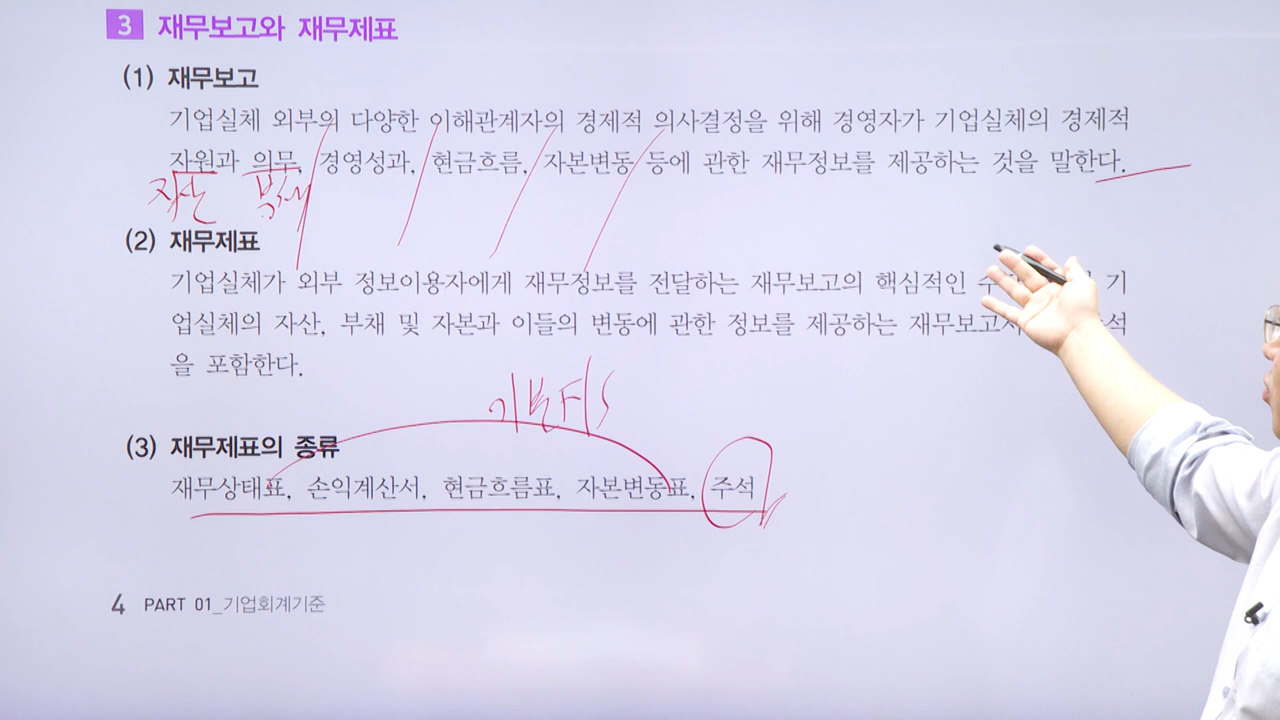 3 재무보고와 재무제표
(1) 재무보고
기업실체 외부의 다양한 이해관계자의 경제적 의사결정을 위해 경영자가 기업실체의 경제적
자원과 의무, 경영성과, 현금흐름, 자본변동 등에 관한 재무정보를 제공하는 것을 말한다.
자산 부채
(2) 재무제표
기업실체가 외부 정보이용자에게 재무정보를 전달하는 재무보고의 핵심적인 기
업실체의 자산, 부채 및 자본과 이들의 변동에 관한 정보를 제공하는
을 포함한다.
기본F/S
(3) 재무제표의 종류
재무상태표, 손익계산서, 현금흐름표, 자본변동표, 주석
4 PART 01_기업회계기준